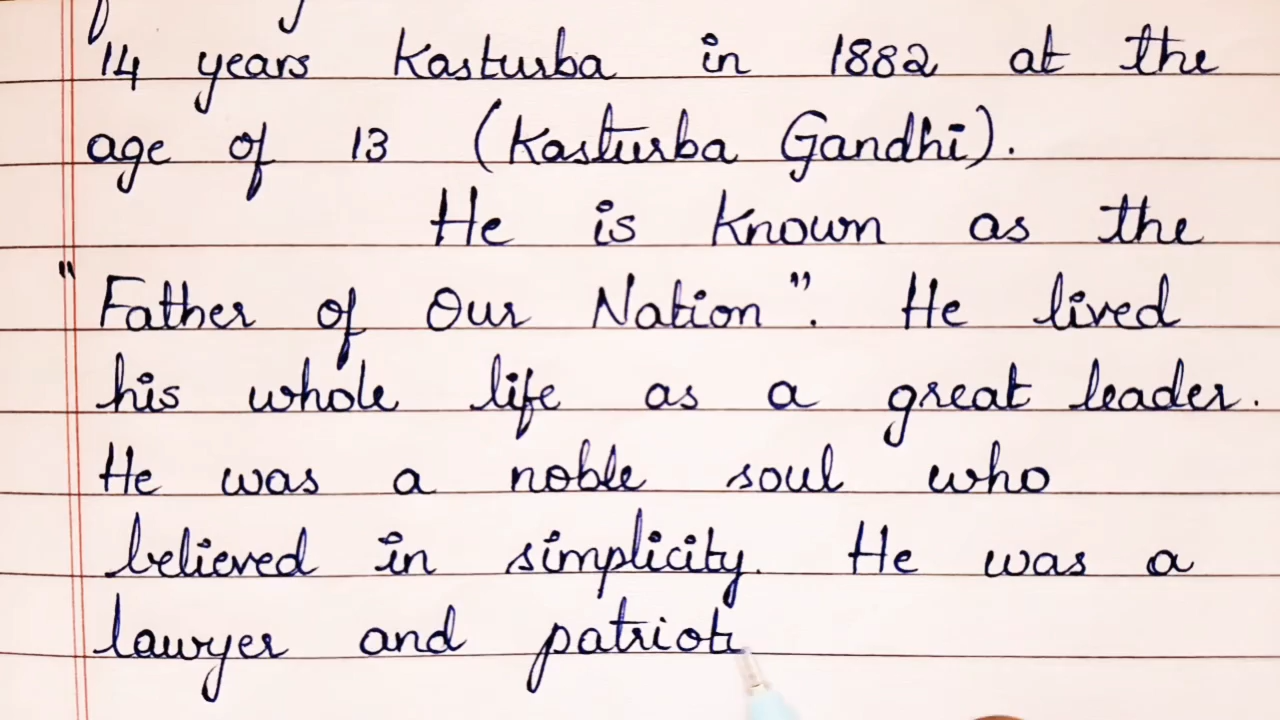 14 years Kasturba in 1882 at the
age of 13 (Kasturba Gandhi).
He is known as the
"Father of Our Nation". He lived
his whole life as a great leader.
He was a noble soul who
believed in simplicity. He was a
lawyer and patriot